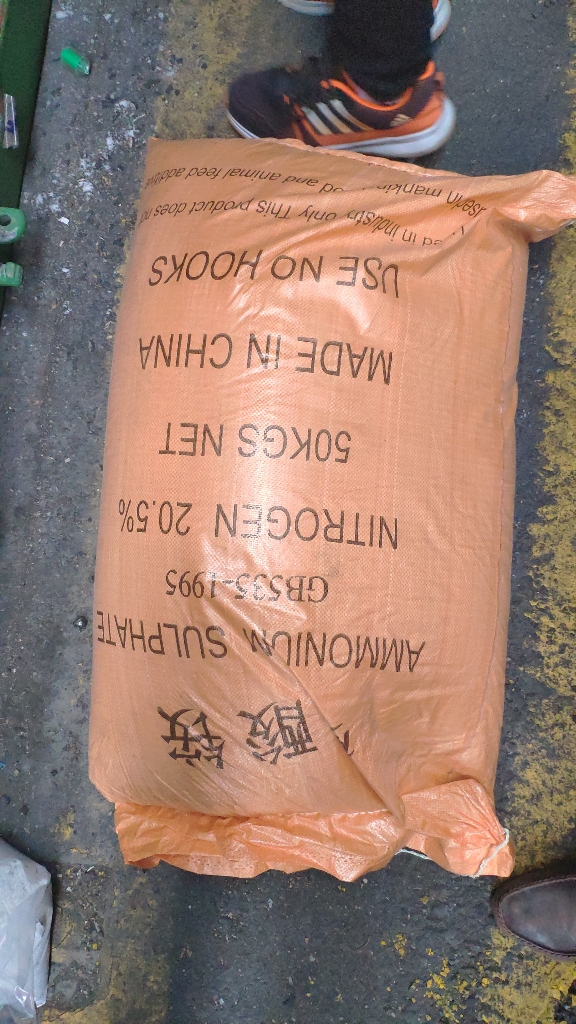 酸铵
AMMONIUM SULPHATE
GB535-1995
NITROGEN 20.5%
50KGS NET
MADE IN CHINA
USE NO HOOKS
in industry only This product does
in and animal feed